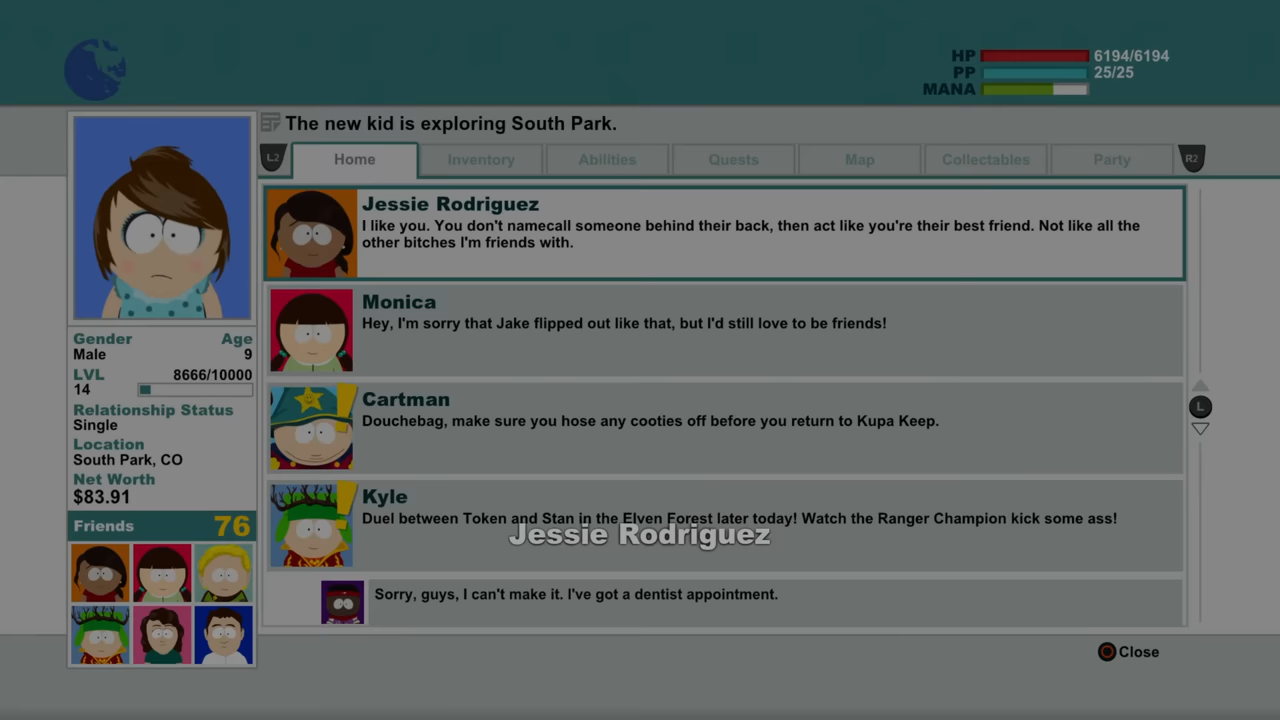 HP 6194/6194
PP 25/25
MANA
The new kid is exploring South Park.
L2 Home Inventory Abilities Quests Map Collectables Party R2
Jessie Rodriguez
I like you. You don't namecall someone behind their back, then act like you're their best friend. Not like all the
other bitches I'm friends with.
Monica
Hey, I'm sorry that Jake flipped out like that, but I'd still love to be friends!
Cartman
Douchebag, make sure you hose any cooties off before you return to Kupa Keep.
Kyle
Duel between Token and Stan in the Elven Forest later today! Watch the Ranger Champion kick some ass!
Jessie Rodriguez
Sorry, guys, I can't make it. I've got a dentist appointment.
Gender Age
Male 9
LVL 8666/10000
14
Relationship Status
Single
Location
South Park, CO
Net Worth
$83.91
Friends 76
L
Close